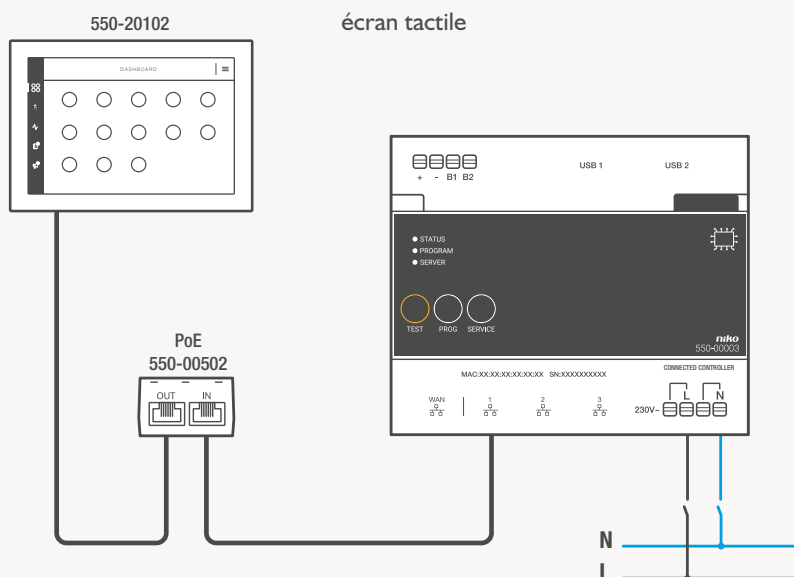 550-20102
écran tactile
DASHBOARD
USB 1 USB 2
+ - B1 B2
STATUS
PROGRAM
SERVER
TEST PROG SERVICE
niko
550-00003
PoE
550-00502
OUT IN
MAC:XX:XX:XX:XX:XX:XX SN:XXXXXXXXXX
CONNECTED CONTROLLER
WAN 1 2 3
230V~ L N
N
L